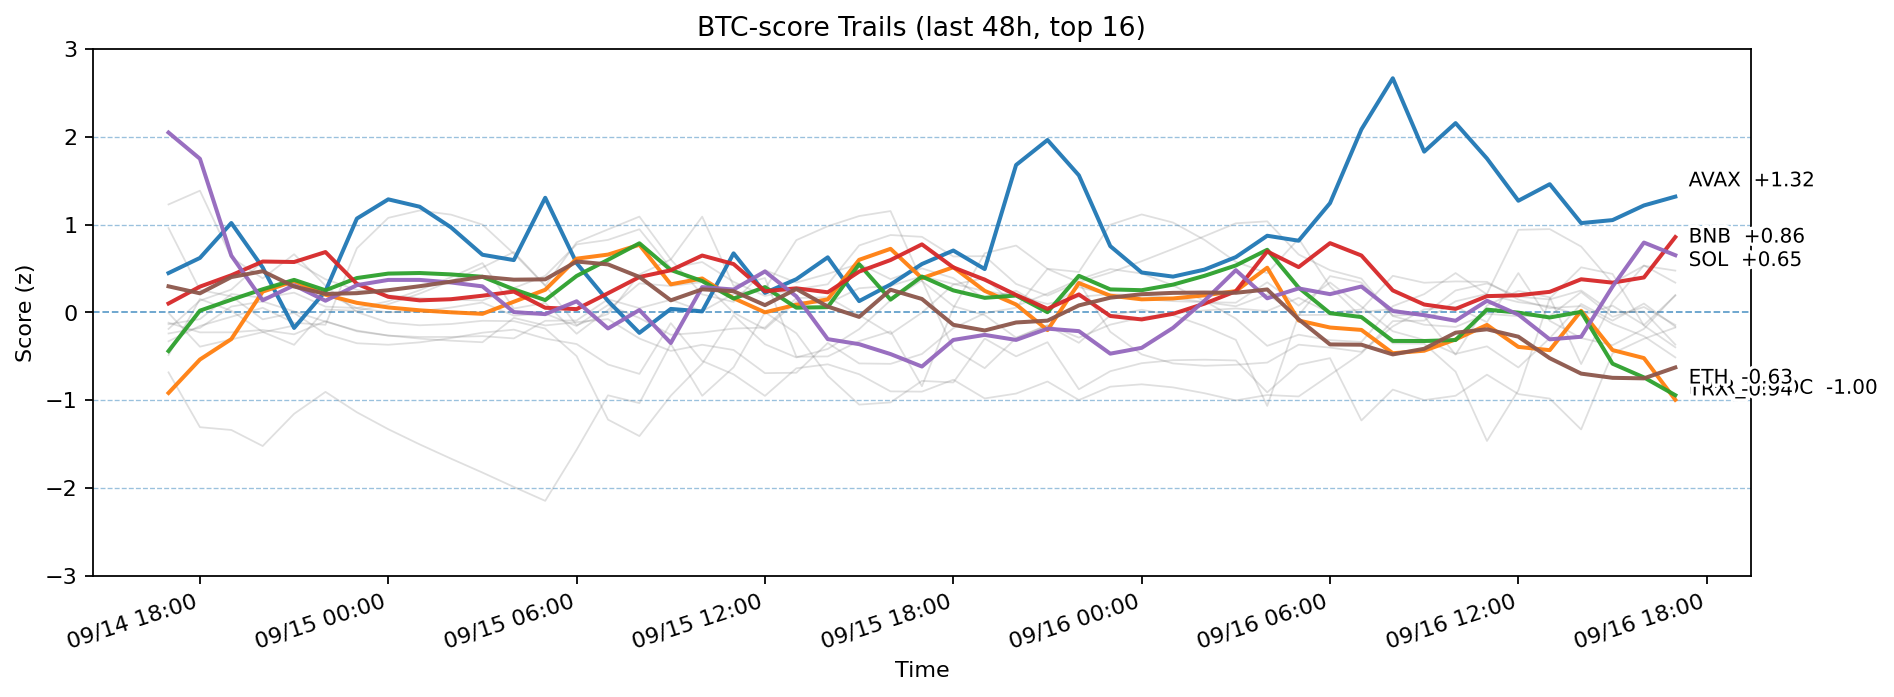 BTC-score Trails (last 48h, top 16)
Score (z)
3
2
1
0
−1
−2
−3
AVAX +1.32
BNB +0.86
SOL +0.65
ETH -0.63
TRX -0.94
-1.00
09/14 18:00
09/15 00:00
09/15 06:00
09/15 12:00
09/15 18:00
09/16 00:00
09/16 06:00
09/16 12:00
09/16 18:00
Time